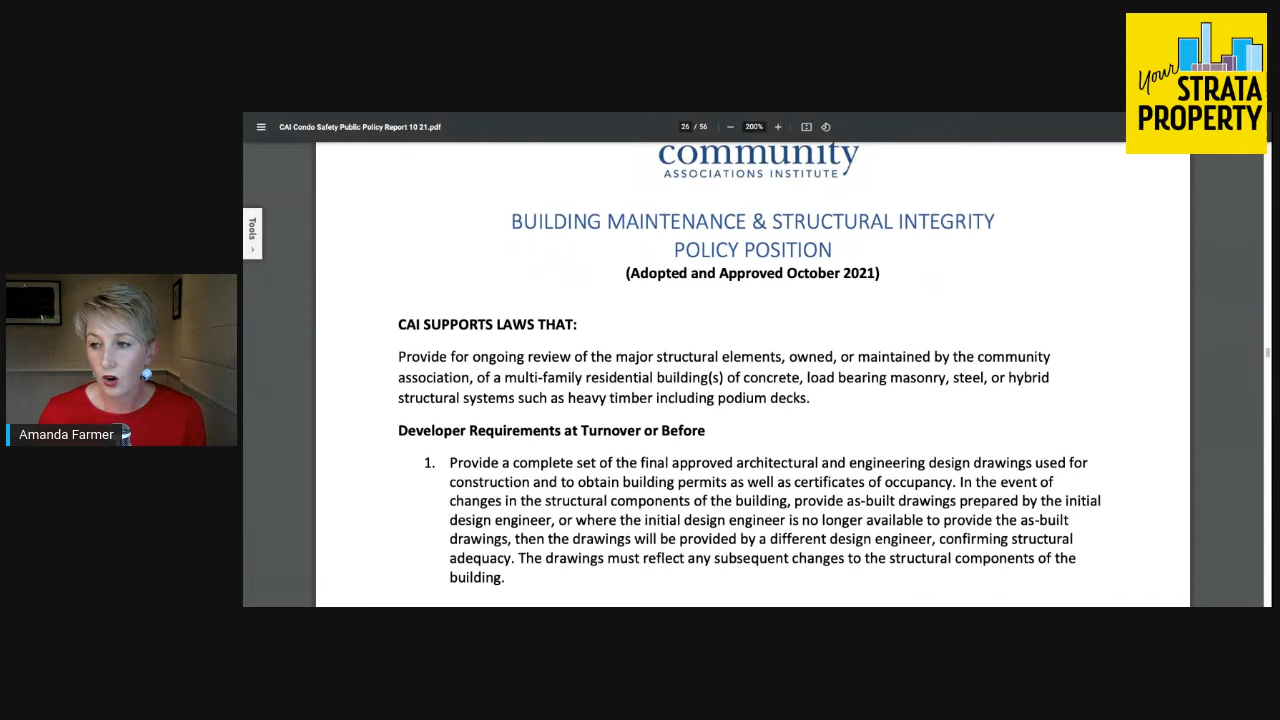 Your
STRATA
PROPERTY
CAI Condo Safety Public Policy Report 10 21.pdf
26 / 56
200%
Tools
community
ASSOCIATIONS INSTITUTE
BUILDING MAINTENANCE & STRUCTURAL INTEGRITY
POLICY POSITION
(Adopted and Approved October 2021)
CAI SUPPORTS LAWS THAT:
Provide for ongoing review of the major structural elements, owned, or maintained by the community
association, of a multi-family residential building(s) of concrete, load bearing masonry, steel, or hybrid
structural systems such as heavy timber including podium decks.
Developer Requirements at Turnover or Before
1. Provide a complete set of the final approved architectural and engineering design drawings used for
construction and to obtain building permits as well as certificates of occupancy. In the event of
changes in the structural components of the building, provide as-built drawings prepared by the initial
design engineer, or where the initial design engineer is no longer available to provide the as-built
drawings, then the drawings will be provided by a different design engineer, confirming structural
adequacy. The drawings must reflect any subsequent changes to the structural components of the
building.
Amanda Farmer